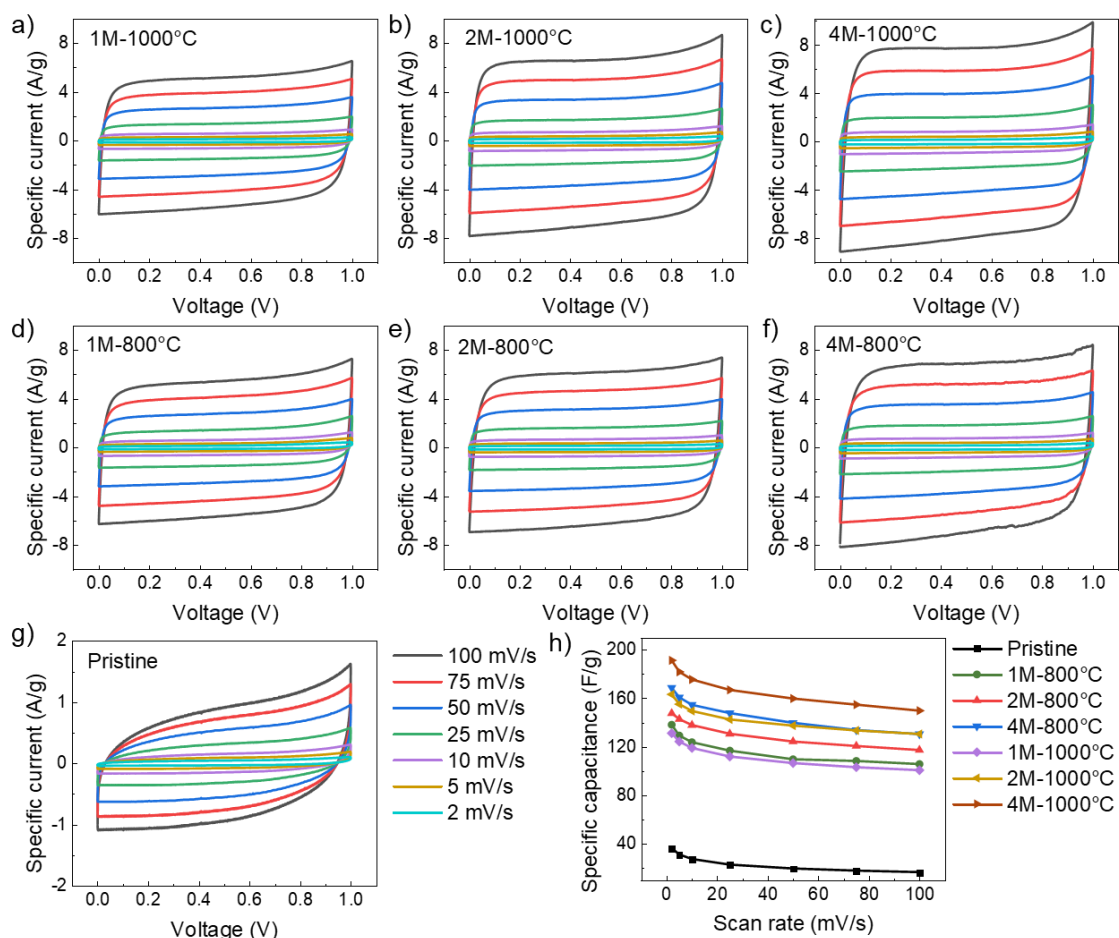 a) 1M-1000°C
8
4
0
-4
-8
Specific current (A/g)
0.0 0.2 0.4 0.6 0.8 1.0
Voltage (V)
b) 2M-1000°C
8
4
0
-4
-8
Specific current (A/g)
0.0 0.2 0.4 0.6 0.8 1.0
Voltage (V)
c) 4M-1000°C
8
4
0
-4
-8
Specific current (A/g)
0.0 0.2 0.4 0.6 0.8 1.0
Voltage (V)
d) 1M-800°C
8
4
0
-4
-8
Specific current (A/g)
0.0 0.2 0.4 0.6 0.8 1.0
Voltage (V)
e) 2M-800°C
8
4
0
-4
-8
Specific current (A/g)
0.0 0.2 0.4 0.6 0.8 1.0
Voltage (V)
f) 4M-800°C
8
4
0
-4
-8
Specific current (A/g)
0.0 0.2 0.4 0.6 0.8 1.0
Voltage (V)
g) Pristine
2
1
0
-1
-2
Specific current (A/g)
0.0 0.2 0.4 0.6 0.8 1.0
Voltage (V)
100 mV/s
75 mV/s
50 mV/s
25 mV/s
10 mV/s
5 mV/s
2 mV/s
h)
200
160
120
80
40
Specific capacitance (F/g)
0 20 40 60 80 100
Scan rate (mV/s)
Pristine
1M-800°C
2M-800°C
4M-800°C
1M-1000°C
2M-1000°C
4M-1000°C